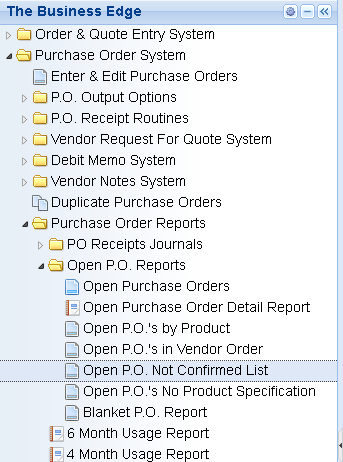 The Business Edge
Order & Quote Entry System
Purchase Order System
Enter & Edit Purchase Orders
P.O. Output Options
P.O. Receipt Routines
Vendor Request For Quote System
Debit Memo System
Vendor Notes System
Duplicate Purchase Orders
Purchase Order Reports
PO Receipts Journals
Open P.O. Reports
Open Purchase Orders
Open Purchase Order Detail Report
Open P.O.'s by Product
Open P.O.'s in Vendor Order
Open P.O. Not Confirmed List
Open P.O.'s No Product Specification
Blanket P.O. Report
6 Month Usage Report
4 Month Usage Report